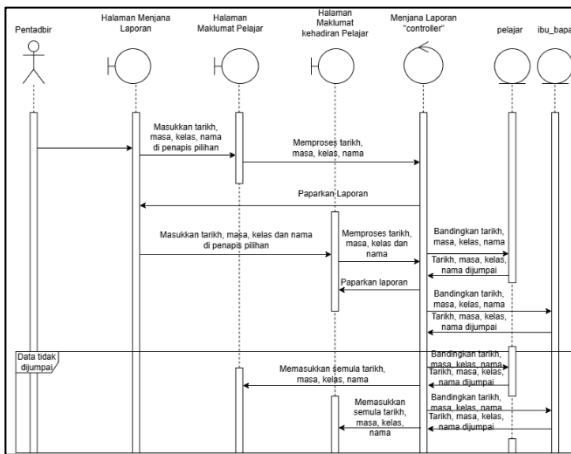 Pentadbir
Halaman Menjana
Laporan
Halaman
Maklumat Pelajar
Halaman
Maklumat
kehadiran Pelajar
Menjana Laporan
"controller"
pelajar
ibu_bapa
Masukkan tarikh,
masa, kelas, nama
di penapis pilihan
Memproses tarikh,
masa, kelas, nama
Paparkan Laporan
Masukkan tarikh, masa, kelas dan nama
di penapis pilihan
Memproses tarikh,
masa, kelas dan
nama
Bandingkan tarikh,
masa, kelas, nama
Tarikh, masa, kelas,
nama dijumpai
Paparkan laporan
Bandingkan tarikh,
masa, kelas, nama
Tarikh, masa, kelas,
nama dijumpai
Data tidak
dijumpai
Bandingkan tarikh,
masa, kelas, nama
Tarikh, masa, kelas,
nama dijumpai
Memasukkan semula tarikh,
masa, kelas, nama
Bandingkan tarikh,
masa, kelas, nama
Tarikh, masa, kelas,
nama dijumpai
Memasukkan
semula tarikh,
masa, kelas,
nama